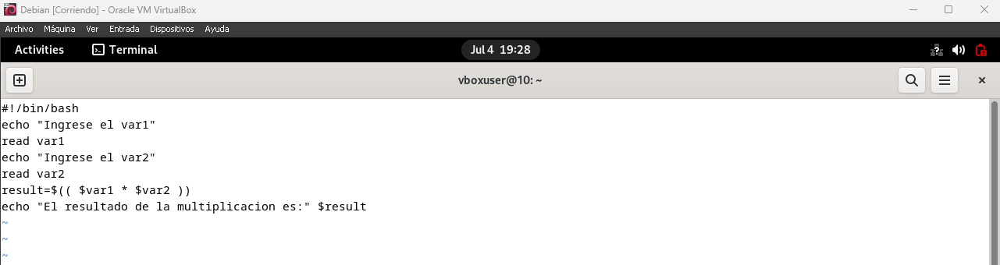 Debian [Corriendo] - Oracle VM VirtualBox
Archivo Máquina Ver Entrada Dispositivos Ayuda
Activities Terminal Jul 4 19:28
vboxuser@10: ~
#!/bin/bash
echo "Ingrese el var1"
read var1
echo "Ingrese el var2"
read var2
result=$(( $var1 * $var2 ))
echo "El resultado de la multiplicacion es:" $result
~
~
~